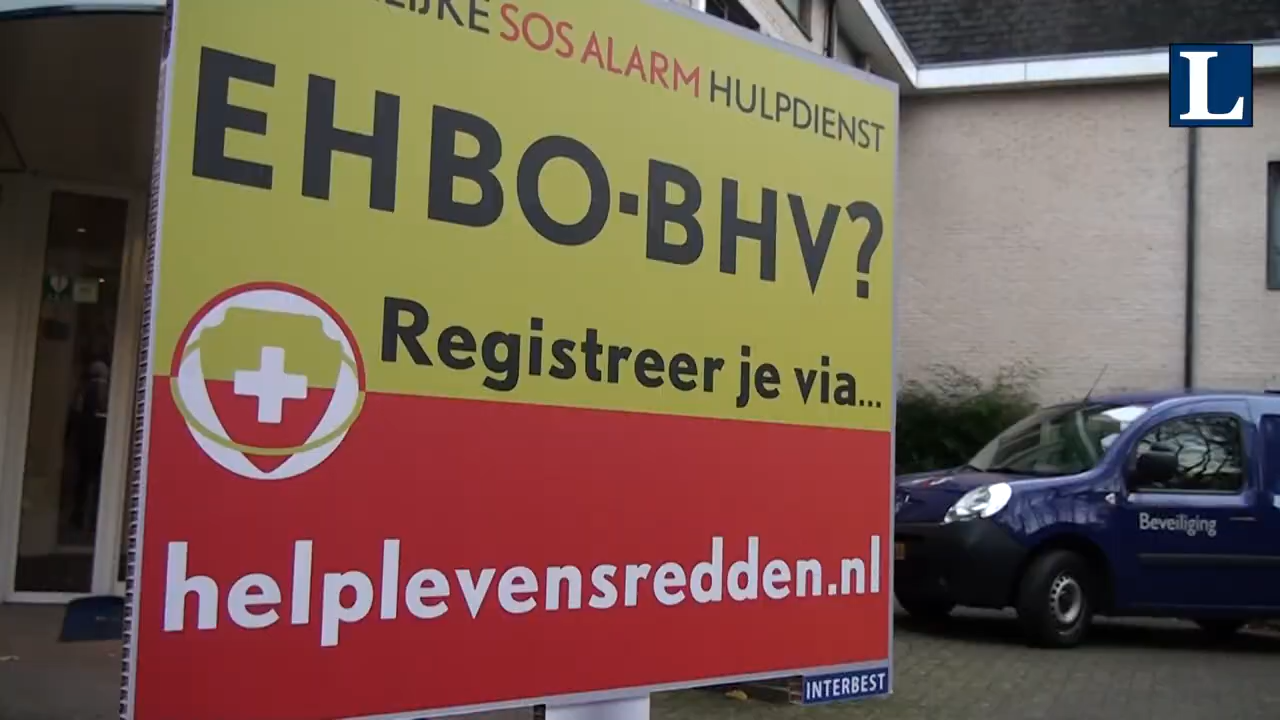 SOS ALARM HULPDIENST
EHBO-BHV?
Registreer je via...
helplevensredden.nl
INTERBEST
Beveiliging
L